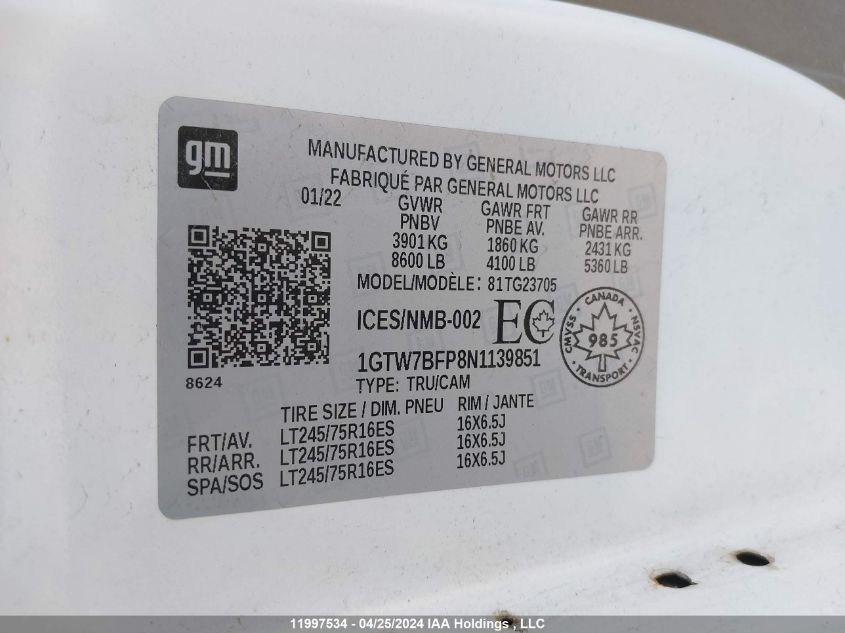 gm
MANUFACTURED BY GENERAL MOTORS LLC
FABRIQUÉ PAR GENERAL MOTORS LLC
01/22 GVWR GAWR FRT GAWR RR
PNBV PNBE AV. PNBE ARR.
3901 KG 1860 KG 2431 KG
8600 LB 4100 LB 5360 LB
MODEL/MODÈLE: 81TG23705
ICES/NMB-002 EC
CANADA CMVSS 985 NSVAC TRANSPORT
1GTW7BFP8N1139851
8624
TYPE: TRU/CAM
TIRE SIZE / DIM. PNEU RIM / JANTE
FRT/AV. LT245/75R16ES 16X6.5J
RR/ARR. LT245/75R16ES 16X6.5J
SPA/SOS LT245/75R16ES 16X6.5J
11997534 - 04/25/2024 IAA Holdings , LLC